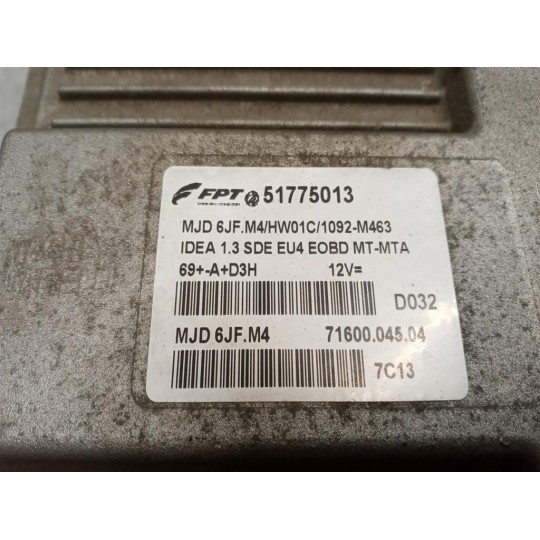 FPT 51775013
MJD 6JF.M4/HW01C/1092-M463
IDEA 1.3 SDE EU4 EOBD MT-MTA
69+-A+D3H 12V=
D032
MJD 6JF.M4 71600.045.04
7C13